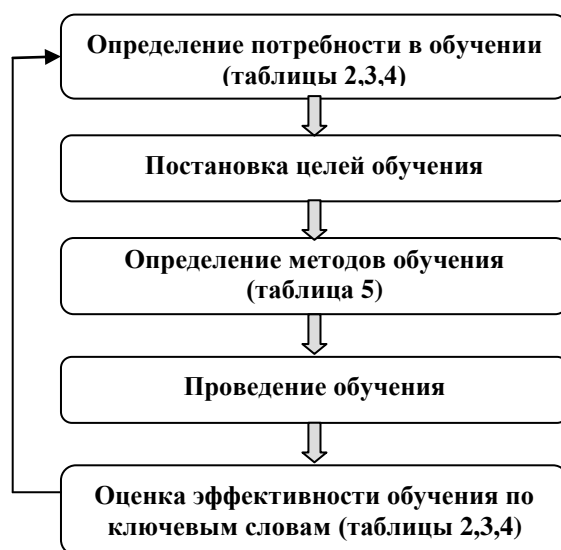 Определение потребности в обучении
(таблицы 2,3,4)
Постановка целей обучения
Определение методов обучения
(таблица 5)
Проведение обучения
Оценка эффективности обучения по
ключевым словам (таблицы 2,3,4)